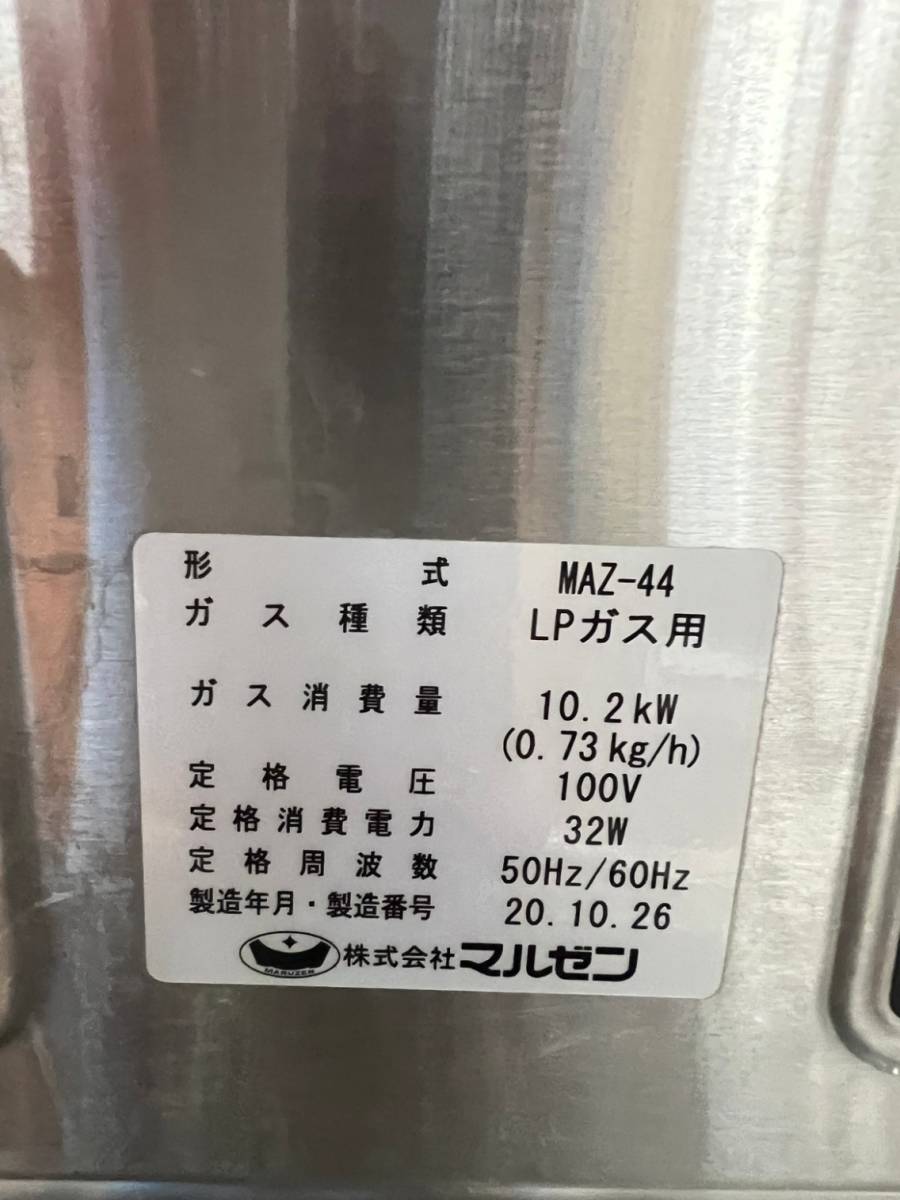 形式 MAZ-44
ガス種類 LPガス用
ガス消費量 10.2kW
(0.73kg/h)
定格電圧 100V
定格消費電力 32W
定格周波数 50Hz/60Hz
製造年月・製造番号 20.10.26
MARUZEN 株式会社マルゼン